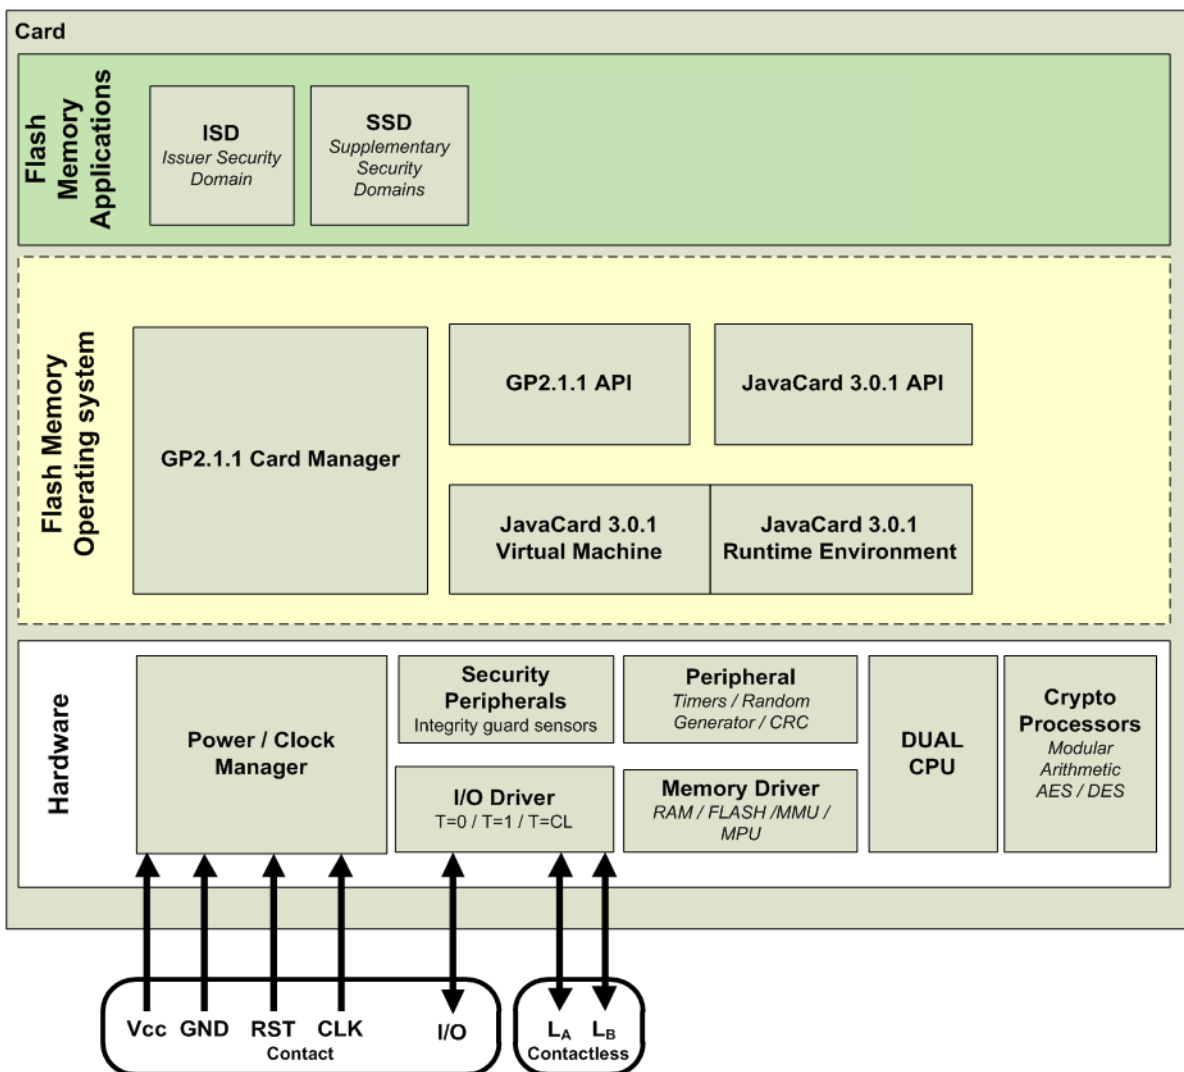 Card
Flash
Memory
Applications
ISD
Issuer Security
Domain
SSD
Supplementary
Security
Domains
Flash Memory
Operating system
GP2.1.1 Card Manager
GP2.1.1 API
JavaCard 3.0.1 API
JavaCard 3.0.1
Virtual Machine
JavaCard 3.0.1
Runtime Environment
Hardware
Power / Clock
Manager
Security
Peripherals
Integrity guard sensors
I/O Driver
T=0 / T=1 / T=CL
Peripheral
Timers / Random
Generator / CRC
Memory Driver
RAM / FLASH /MMU /
MPU
DUAL
CPU
Crypto
Processors
Modular
Arithmetic
AES / DES
Vcc GND RST CLK I/O
Contact
LA LB
Contactless